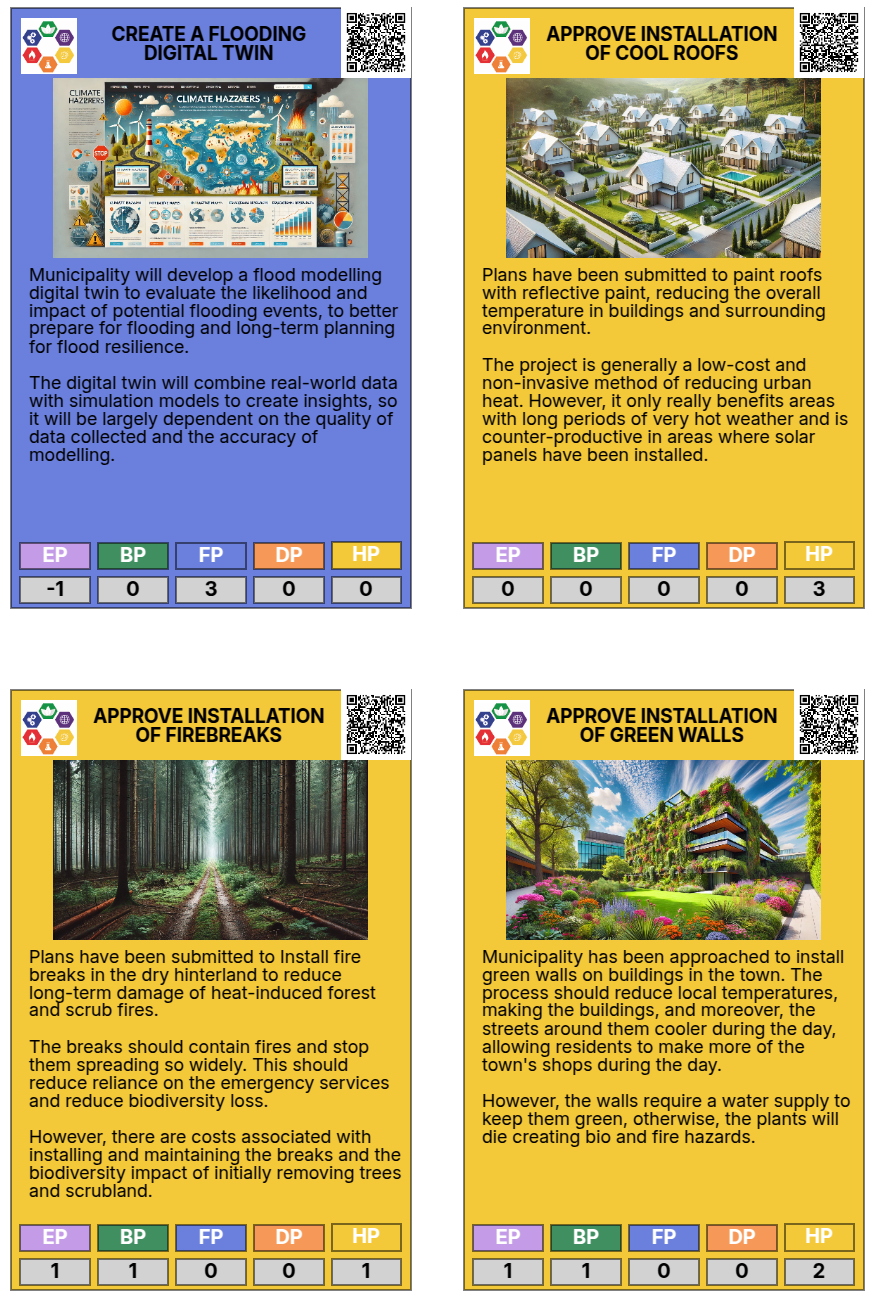 CREATE A FLOODING
DIGITAL TWIN
CLIMATE
HAZZRERS
CLIMATE HAZZAERS
STOP
Municipality will develop a flood modelling
digital twin to evaluate the likelihood and
impact of potential flooding events, to better
prepare for flooding and long-term planning
for flood resilience.
The digital twin will combine real-world data
with simulation models to create insights, so
it will be largely dependent on the quality of
data collected and the accuracy of
modelling.
EP BP FP DP HP
-1 0 3 0 0
APPROVE INSTALLATION
OF COOL ROOFS
Plans have been submitted to paint roofs
with reflective paint, reducing the overall
temperature in buildings and surrounding
environment.
The project is generally a low-cost and
non-invasive method of reducing urban
heat. However, it only really benefits areas
with long periods of very hot weather and is
counter-productive in areas where solar
panels have been installed.
EP BP FP DP HP
0 0 0 0 3
APPROVE INSTALLATION
OF FIREBREAKS
Plans have been submitted to Install fire
breaks in the dry hinterland to reduce
long-term damage of heat-induced forest
and scrub fires.
The breaks should contain fires and stop
them spreading so widely. This should
reduce reliance on the emergency services
and reduce biodiversity loss.
However, there are costs associated with
installing and maintaining the breaks and the
biodiversity impact of initially removing trees
and scrubland.
EP BP FP DP HP
1 1 0 0 1
APPROVE INSTALLATION
OF GREEN WALLS
Municipality has been approached to install
green walls on buildings in the town. The
process should reduce local temperatures,
making the buildings, and moreover, the
streets around them cooler during the day,
allowing residents to make more of the
town's shops during the day.
However, the walls require a water supply to
keep them green, otherwise, the plants will
die creating bio and fire hazards.
EP BP FP DP HP
1 1 0 0 2